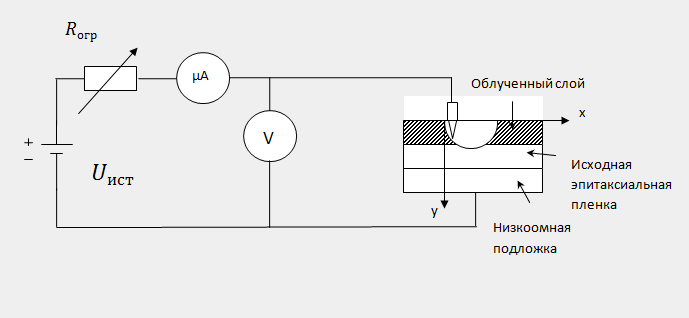 Rогр
μA
Облученный слой
x
V
+
−
Uист
Исходная
эпитаксиальная
пленка
y
Низкоомная
подложка